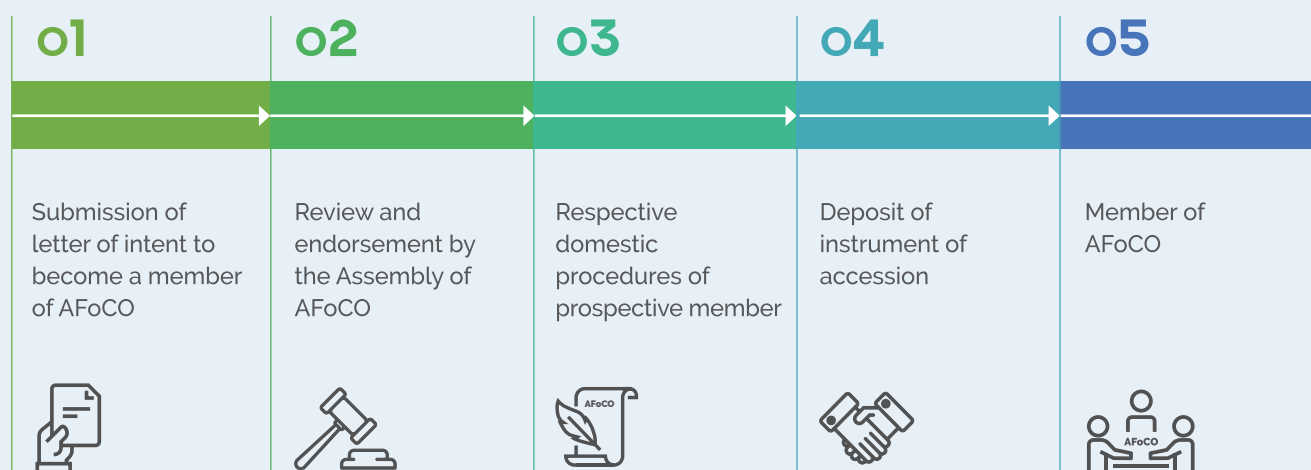 01
Submission of
letter of intent to
become a member
of AFoCO
02
Review and
endorsement by
the Assembly of
AFoCO
03
Respective
domestic
procedures of
prospective member
AFoCO
04
Deposit of
instrument of
accession
05
Member of
AFoCO
AFoCO